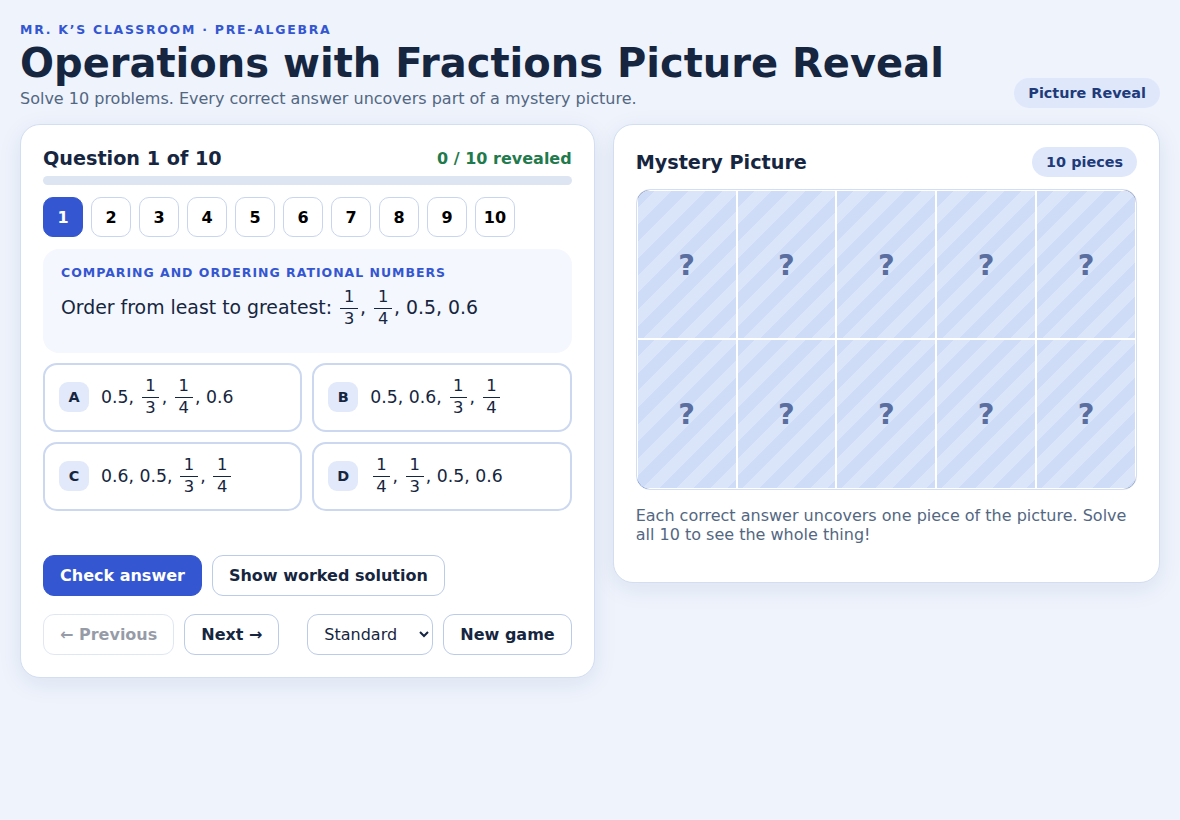 MR. K’S CLASSROOM · PRE-ALGEBRA
Operations with Fractions Picture Reveal
Solve 10 problems. Every correct answer uncovers part of a mystery picture.
Picture Reveal
Question 1 of 10
0 / 10 revealed
1 2 3 4 5 6 7 8 9 10
COMPARING AND ORDERING RATIONAL NUMBERS
Order from least to greatest: 1/3, 1/4, 0.5, 0.6
A 0.5, 1/3, 1/4, 0.6
B 0.5, 0.6, 1/3, 1/4
C 0.6, 0.5, 1/3, 1/4
D 1/4, 1/3, 0.5, 0.6
Check answer
Show worked solution
← Previous
Next →
Standard
New game
Mystery Picture
10 pieces
? ? ? ? ?
? ? ? ? ?
Each correct answer uncovers one piece of the picture. Solve
all 10 to see the whole thing!